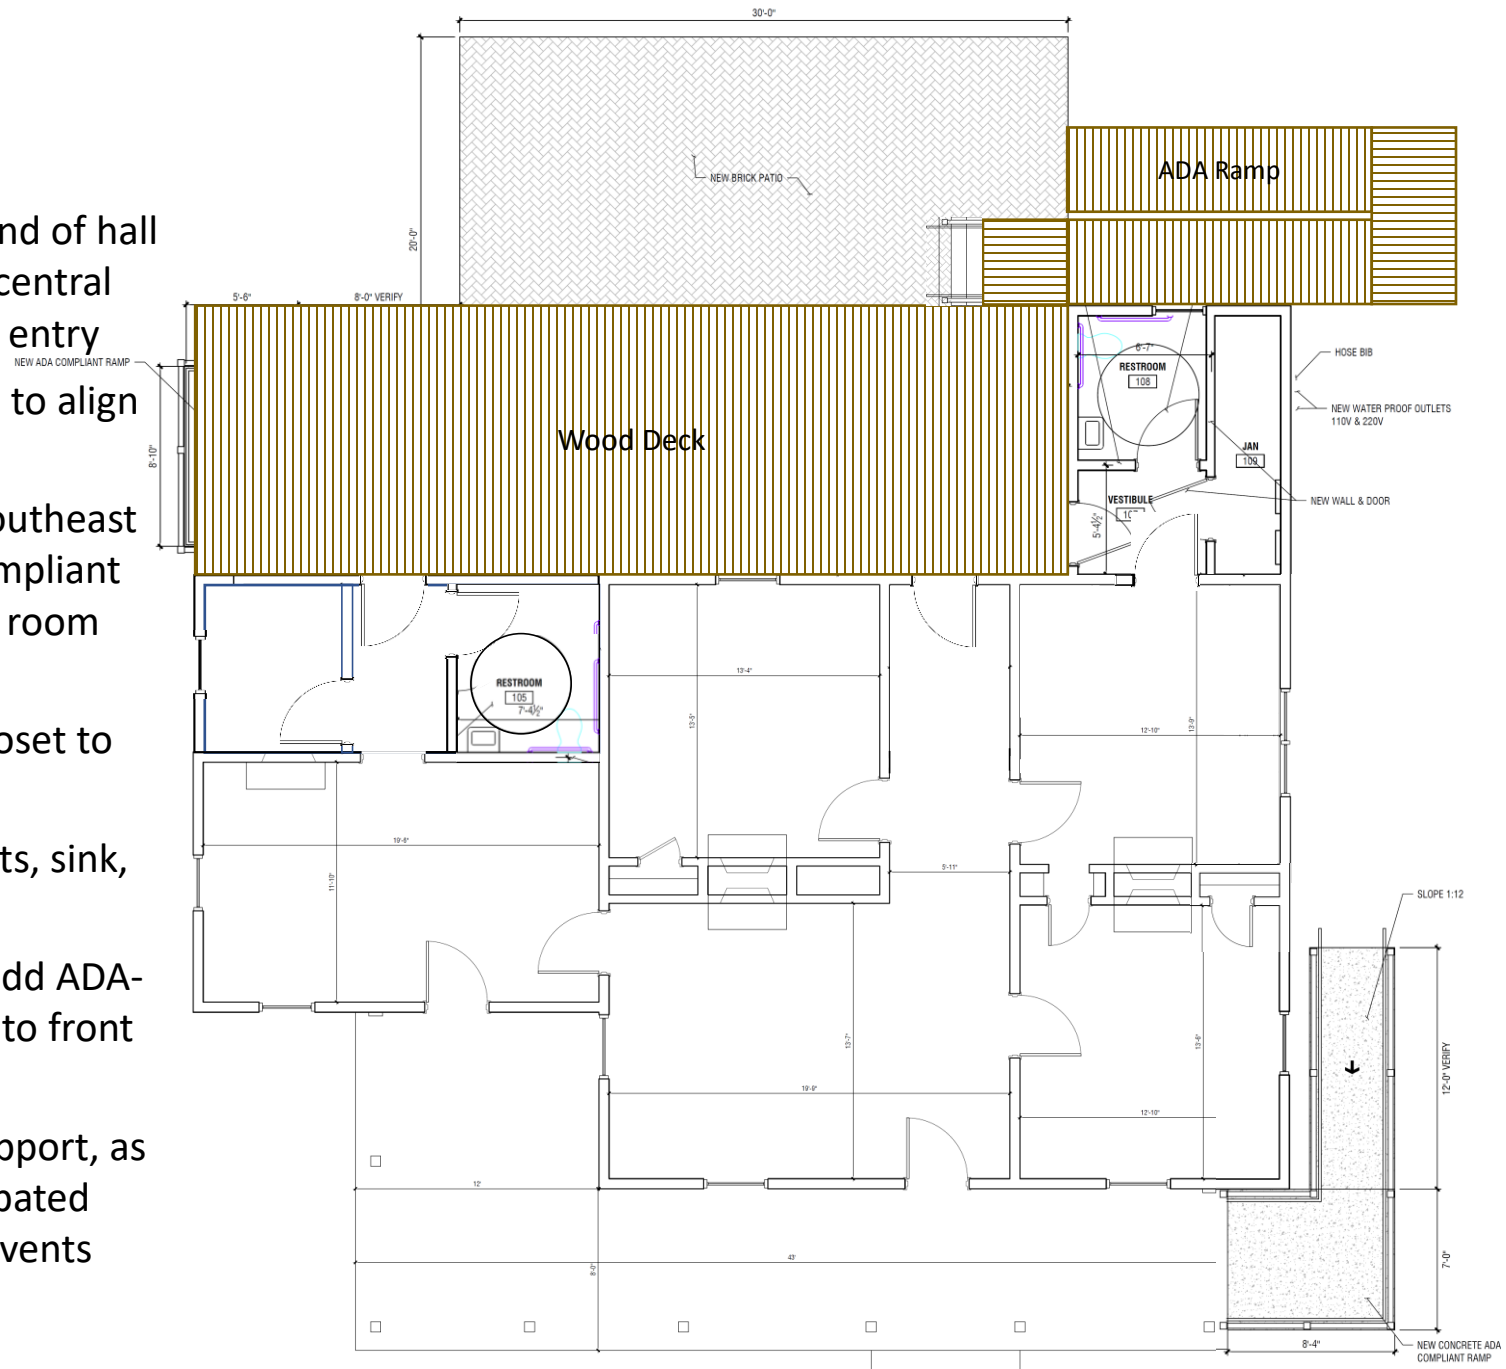 30'-0"
20'-0"
NEW BRICK PATIO
ADA Ramp
nd of hall
central
entry
to align
outheast
mpliant
room
oset to
ts, sink,
dd ADA-
to front
pport, as
pated
vents
5'-6"
8'-0" VERIFY
NEW ADA COMPLIANT RAMP
8'-10"
Wood Deck
6'-7"
RESTROOM
108
JAN
109
VESTIBULE
5'-4½"
HOSE BIB
NEW WATER PROOF OUTLETS
110V & 220V
NEW WALL & DOOR
RESTROOM
105
7'-4½"
13'-4"
13'-5"
12'-10"
13'-9"
11'-10"
5'-11"
SLOPE 1:12
13'-7"
13'-6"
12'-10"
12'-0" VERIFY
12'
43'
8'-0"
7'-0"
8'-4"
NEW CONCRETE ADA
COMPLIANT RAMP